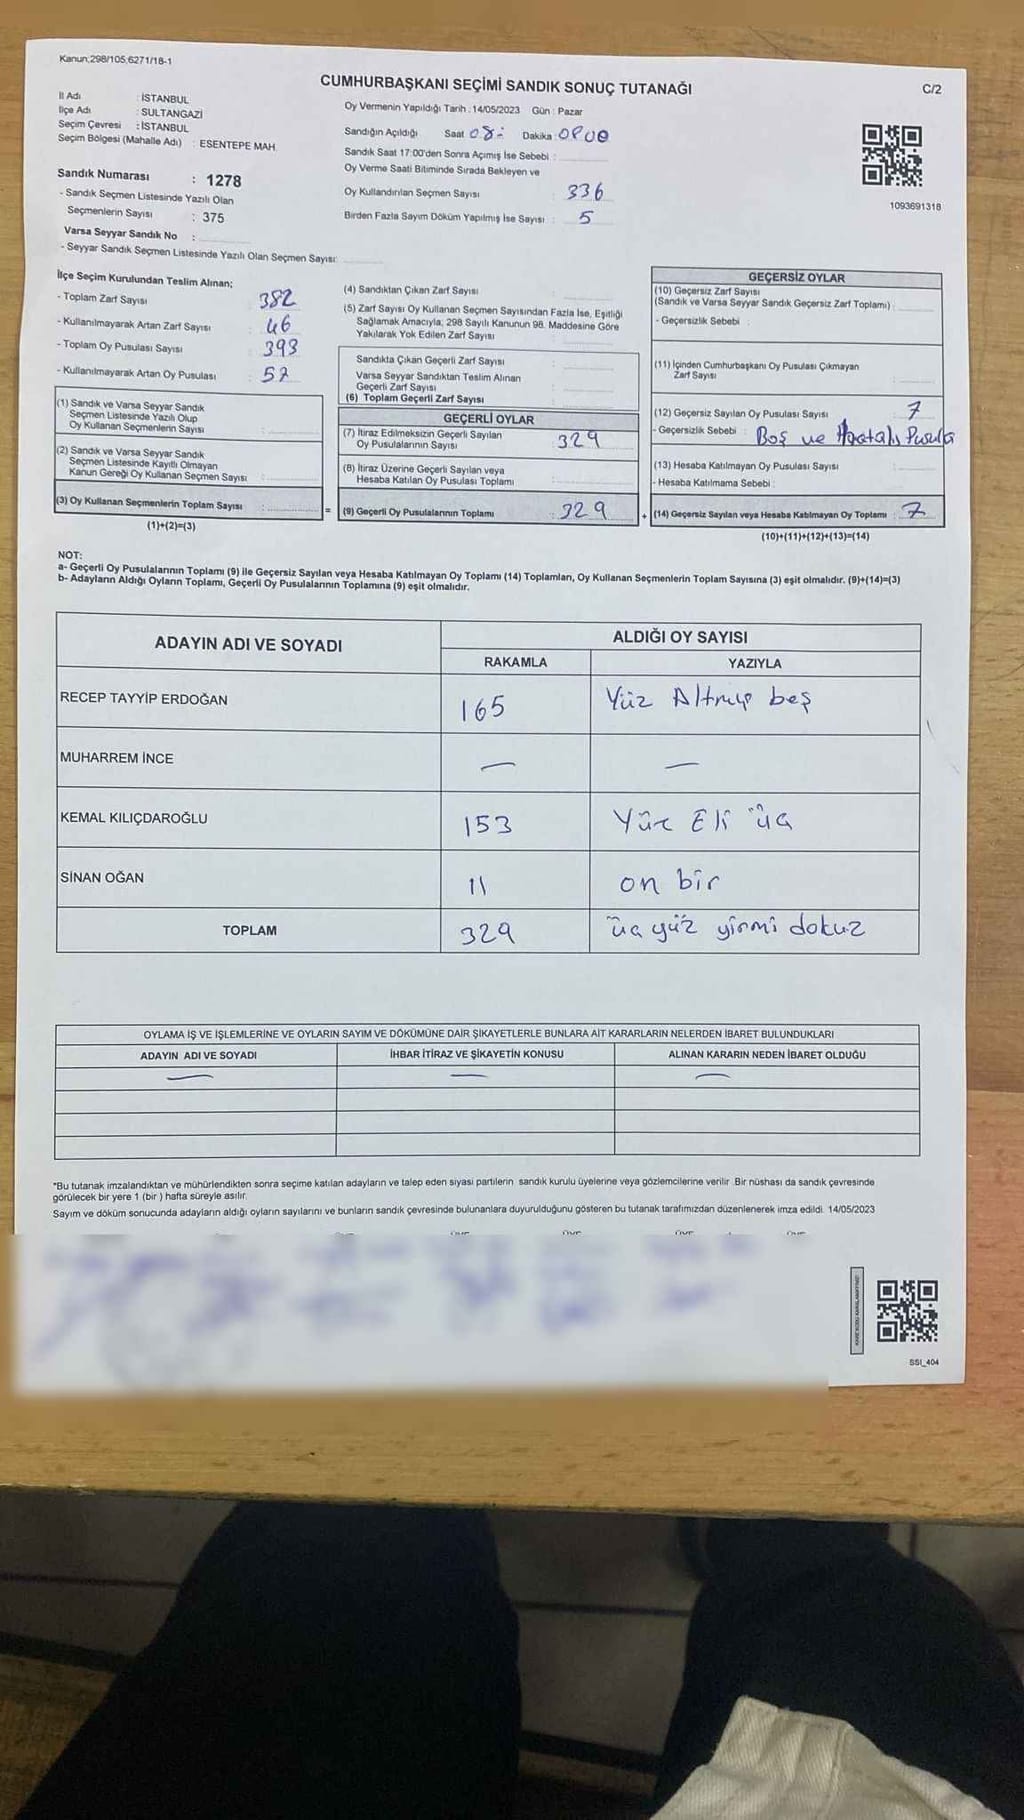 Kanun;298/105;6271/18-1
CUMHURBAŞKANI SEÇİMİ SANDIK SONUÇ TUTANAĞI
C/2
İl Adı : İSTANBUL
İlçe Adı : SULTANGAZİ
Seçim Çevresi : İSTANBUL
Seçim Bölgesi (Mahalle Adı) : ESENTEPE MAH.
Oy Vermenin Yapıldığı Tarih : 14/05/2023 Gün : Pazar
Sandığın Açıldığı Saat 08: Dakika
Sandık Saat 17:00'den Sonra Açımış İse Sebebi :
Oy Verme Saati Bitiminde Sırada Bekleyen ve
Oy Kullandırılan Seçmen Sayısı : 336
Birden Fazla Sayım Döküm Yapılmış İse Sayısı : 5
1093691318
Sandık Numarası : 1278
- Sandık Seçmen Listesinde Yazılı Olan
Seçmenlerin Sayısı : 375
Varsa Seyyar Sandık No :
- Seyyar Sandık Seçmen Listesinde Yazılı Olan Seçmen Sayısı:
İlçe Seçim Kurulundan Teslim Alınan;
- Toplam Zarf Sayısı : 382
- Kullanılmayarak Artan Zarf Sayısı : 46
- Toplam Oy Pusulası Sayısı : 393
- Kullanılmayarak Artan Oy Pusulası : 57
(1) Sandık ve Varsa Seyyar Sandık
Seçmen Listesinde Yazılı Olup
Oy Kullanan Seçmenlerin Sayısı :
(2) Sandık ve Varsa Seyyar Sandık
Seçmen Listesinde Kayıtlı Olmayan
Kanun Gereği Oy Kullanan Seçmen Sayısı :
(3) Oy Kullanan Seçmenlerin Toplam Sayısı :
(1)+(2)=(3)
(4) Sandıktan Çıkan Zarf Sayısı :
(5) Zarf Sayısı Oy Kullanan Seçmen Sayısından Fazla İse, Eşitliği
Sağlamak Amacıyla; 298 Sayılı Kanunun 98. Maddesine Göre
Yakılarak Yok Edilen Zarf Sayısı :
Sandıkta Çıkan Geçerli Zarf Sayısı :
Varsa Seyyar Sandıktan Teslim Alınan
Geçerli Zarf Sayısı :
(6) Toplam Geçerli Zarf Sayısı :
GEÇERLİ OYLAR
(7) İtiraz Edilmeksizin Geçerli Sayılan
Oy Pusulalarının Sayısı : 329
(8) İtiraz Üzerine Geçerli Sayılan veya
Hesaba Katılan Oy Pusulası Toplamı :
= (9) Geçerli Oy Pusulalarının Toplamı : 329
GEÇERSİZ OYLAR
(10) Geçersiz Zarf Sayısı
(Sandık ve Varsa Seyyar Sandık Geçersiz Zarf Toplamı) :
- Geçersizlik Sebebi :
(11) İçinden Cumhurbaşkanı Oy Pusulası Çıkmayan
Zarf Sayısı :
(12) Geçersiz Sayılan Oy Pusulası Sayısı : 7
- Geçersizlik Sebebi : Boş ve Hatalı Pusula
(13) Hesaba Katılmayan Oy Pusulası Sayısı :
- Hesaba Katılmama Sebebi :
+ (14) Geçersiz Sayılan veya Hesaba Katılmayan Oy Toplamı : 7
(10)+(11)+(12)+(13)=(14)
NOT:
a- Geçerli Oy Pusulalarının Toplamı (9) ile Geçersiz Sayılan veya Hesaba Katılmayan Oy Toplamı (14) Toplamları, Oy Kullanan Seçmenlerin Toplam Sayısına (3) eşit olmalıdır. (9)+(14)=(3)
b- Adayların Aldığı Oyların Toplamı, Geçerli Oy Pusulalarının Toplamına (9) eşit olmalıdır.
ADAYIN ADI VE SOYADI
ALDIĞI OY SAYISI
RAKAMLA YAZIYLA
RECEP TAYYİP ERDOĞAN 165 Yüz Altmış beş
MUHARREM İNCE — —
KEMAL KILIÇDAROĞLU 153 Yüz Eli üç
SİNAN OĞAN 11 on bir
TOPLAM 329 üç yüz yirmi dokuz
OYLAMA İŞ VE İŞLEMLERİNE VE OYLARIN SAYIM VE DÖKÜMÜNE DAİR ŞİKAYETLERLE BUNLARA AİT KARARLARIN NELERDEN İBARET BULUNDUKLARI
ADAYIN ADI VE SOYADI İHBAR İTİRAZ VE ŞİKAYETİN KONUSU ALINAN KARARIN NEDEN İBARET OLDUĞU
— — —
*Bu tutanak imzalandıktan ve mühürlendikten sonra seçime katılan adayların ve talep eden siyasi partilerin sandık kurulu üyelerine veya gözlemcilerine verilir .Bir nüshası da sandık çevresinde
görülecek bir yere 1 (bir ) hafta süreyle asılır.
Sayım ve döküm sonucunda adayların aldığı oyların sayılarını ve bunların sandık çevresinde bulunanlara duyurulduğunu gösteren bu tutanak tarafımızdan düzenlenerek imza edildi. 14/05/2023
SSI_404